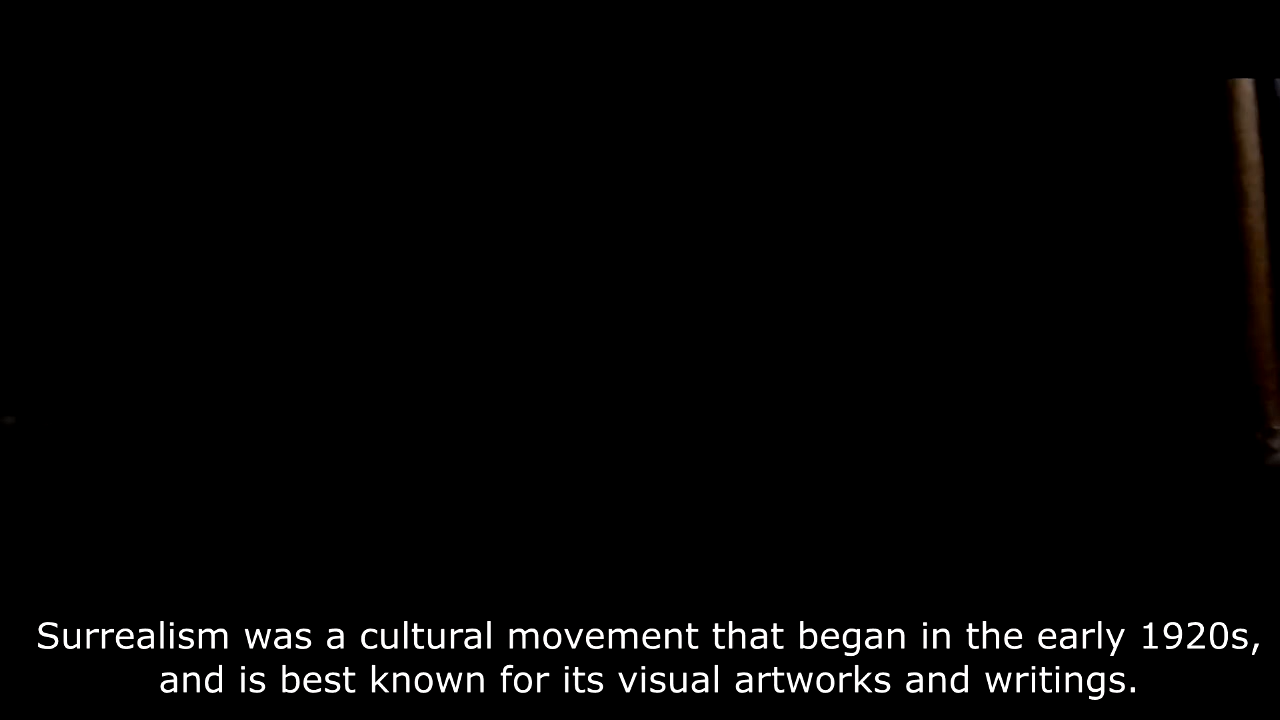 Surrealism was a cultural movement that began in the early 1920s,
and is best known for its visual artworks and writings.